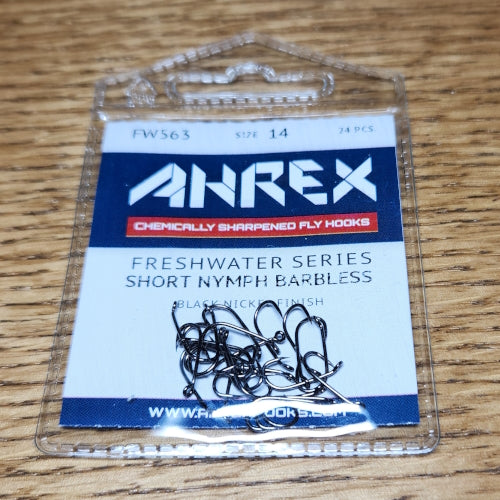 FW563 SIZE 14 24 PCS.
AHREX
CHEMICALLY SHARPENED FLY HOOKS
FRESHWATER SERIES
SHORT NYMPH BARBLESS
BLACK NICKEL FINISH